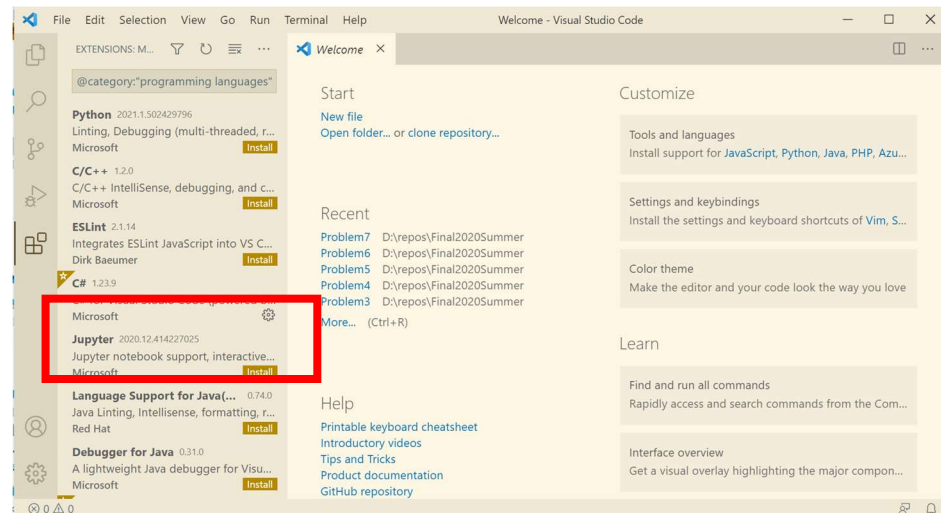 File Edit Selection View Go Run Terminal Help Welcome - Visual Studio Code
EXTENSIONS: M...
@category:"programming languages"
Python 2021.1.502429796
Linting, Debugging (multi-threaded, r...
Microsoft Install
C/C++ 1.2.0
C/C++ IntelliSense, debugging, and c...
Microsoft Install
ESLint 2.1.14
Integrates ESLint JavaScript into VS C...
Dirk Baeumer Install
C# 1.23.9
Microsoft
Jupyter 2020.12.414227025
Jupyter notebook support, interactive...
Microsoft Install
Language Support for Java(... 0.74.0
Java Linting, Intellisense, formatting, r...
Red Hat Install
Debugger for Java 0.31.0
A lightweight Java debugger for Visu...
Microsoft Install
0 0
Welcome
Start
New file
Open folder... or clone repository...
Recent
Problem7 D:\repos\Final2020Summer
Problem6 D:\repos\Final2020Summer
Problem5 D:\repos\Final2020Summer
Problem4 D:\repos\Final2020Summer
Problem3 D:\repos\Final2020Summer
More... (Ctrl+R)
Help
Printable keyboard cheatsheet
Introductory videos
Tips and Tricks
Product documentation
GitHub repository
Customize
Tools and languages
Install support for JavaScript, Python, Java, PHP, Azu...
Settings and keybindings
Install the settings and keyboard shortcuts of Vim, S...
Color theme
Make the editor and your code look the way you love
Learn
Find and run all commands
Rapidly access and search commands from the Com...
Interface overview
Get a visual overlay highlighting the major compon...